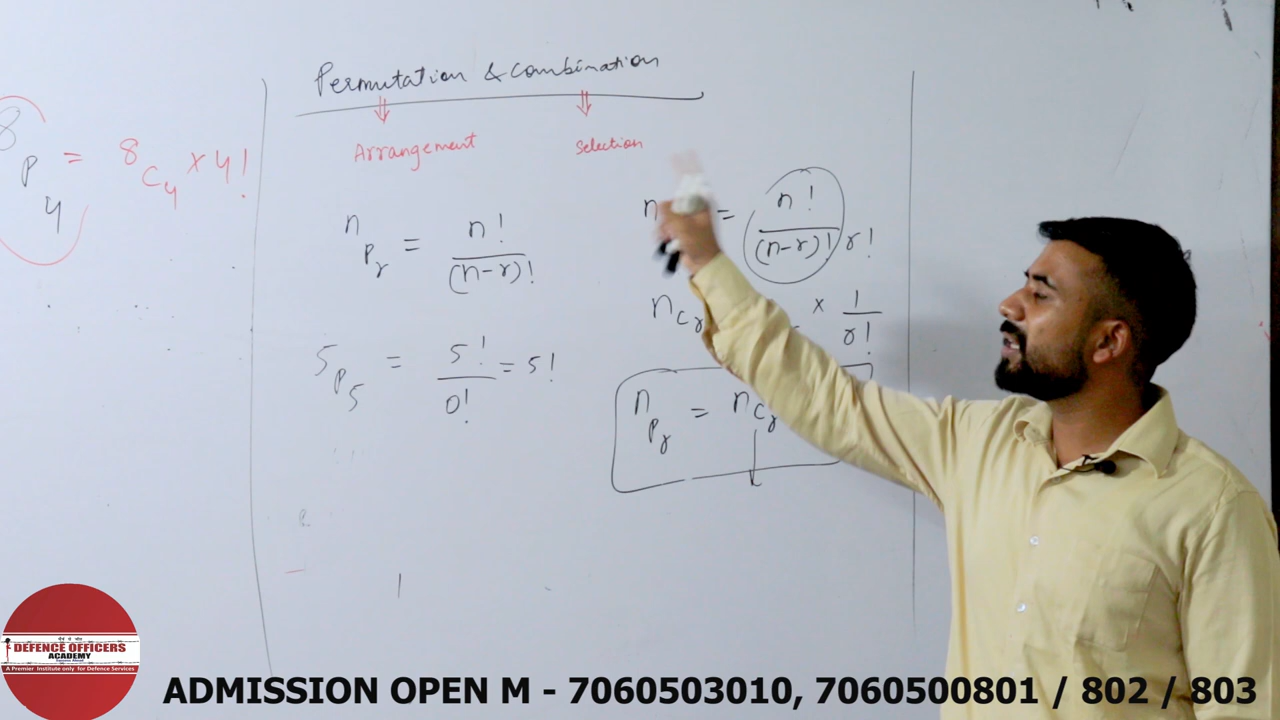 Permutation & Combination
Arrangement Selection
8P4 = 8C4 × 4!
nPr = n!/(n-r)!
n = n!/(n-r)! r!
nCr × 1/r!
5P5 = 5!/0! = 5!
nPr = nCr
DEFENCE OFFICERS
ACADEMY
A Premier Institute only for Defence Services
ADMISSION OPEN M - 7060503010, 7060500801 / 802 / 803